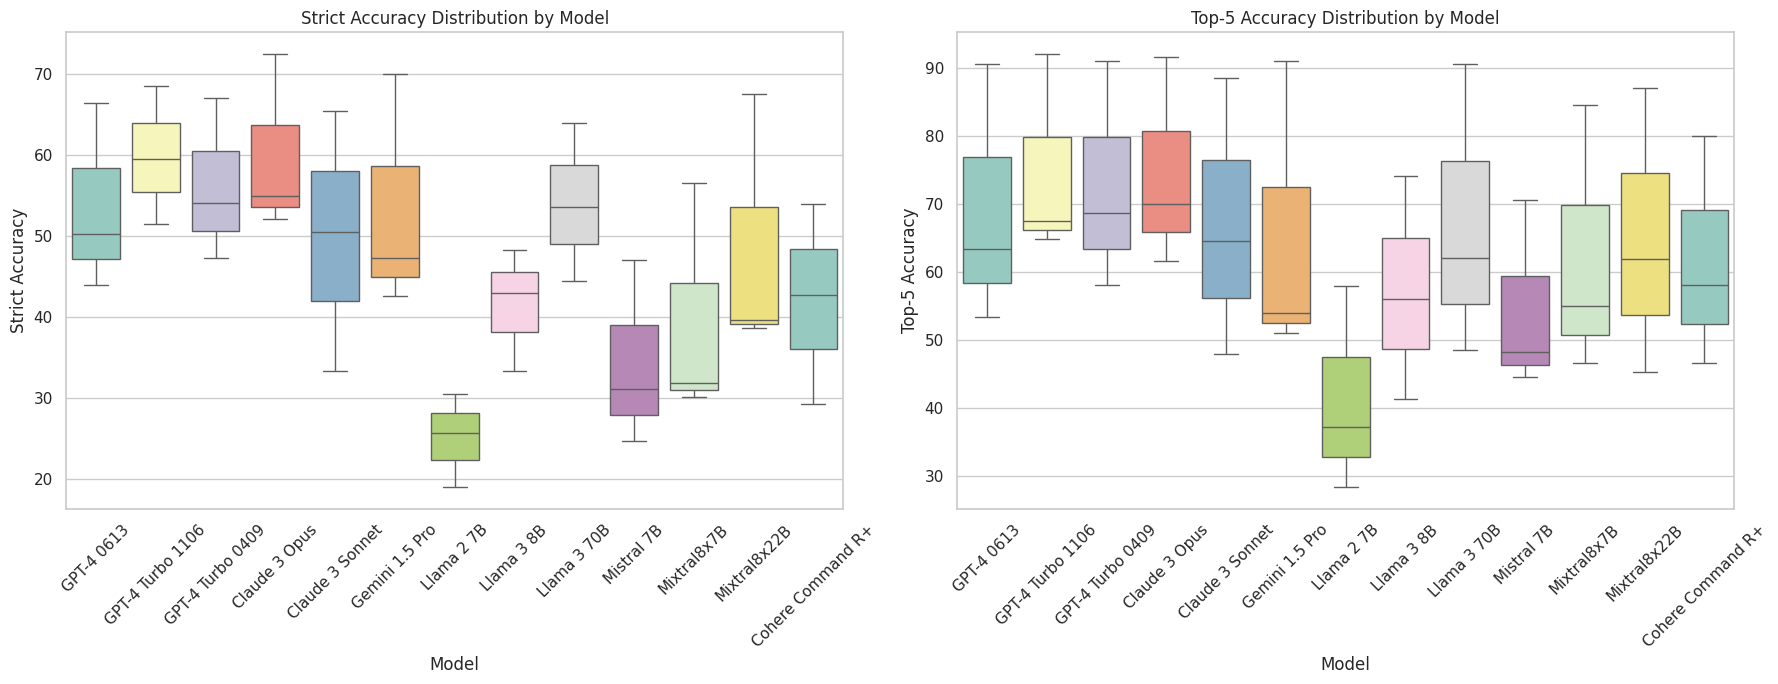 Strict Accuracy Distribution by Model
Strict Accuracy
70
60
50
40
30
20
GPT-4 0613
GPT-4 Turbo 1106
GPT-4 Turbo 0409
Claude 3 Opus
Claude 3 Sonnet
Gemini 1.5 Pro
Llama 2 7B
Llama 3 8B
Llama 3 70B
Mistral 7B
Mixtral8x7B
Mixtral8x22B
Cohere Command R+
Model
Top-5 Accuracy Distribution by Model
Top-5 Accuracy
90
80
70
60
50
40
30
GPT-4 0613
GPT-4 Turbo 1106
GPT-4 Turbo 0409
Claude 3 Opus
Claude 3 Sonnet
Gemini 1.5 Pro
Llama 2 7B
Llama 3 8B
Llama 3 70B
Mistral 7B
Mixtral8x7B
Mixtral8x22B
Cohere Command R+
Model